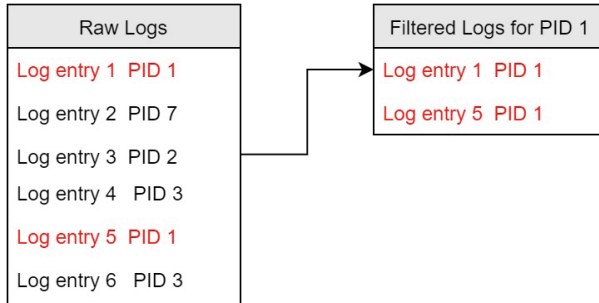 Raw Logs
Log entry 1 PID 1
Log entry 2 PID 7
Log entry 3 PID 2
Log entry 4 PID 3
Log entry 5 PID 1
Log entry 6 PID 3
Filtered Logs for PID 1
Log entry 1 PID 1
Log entry 5 PID 1